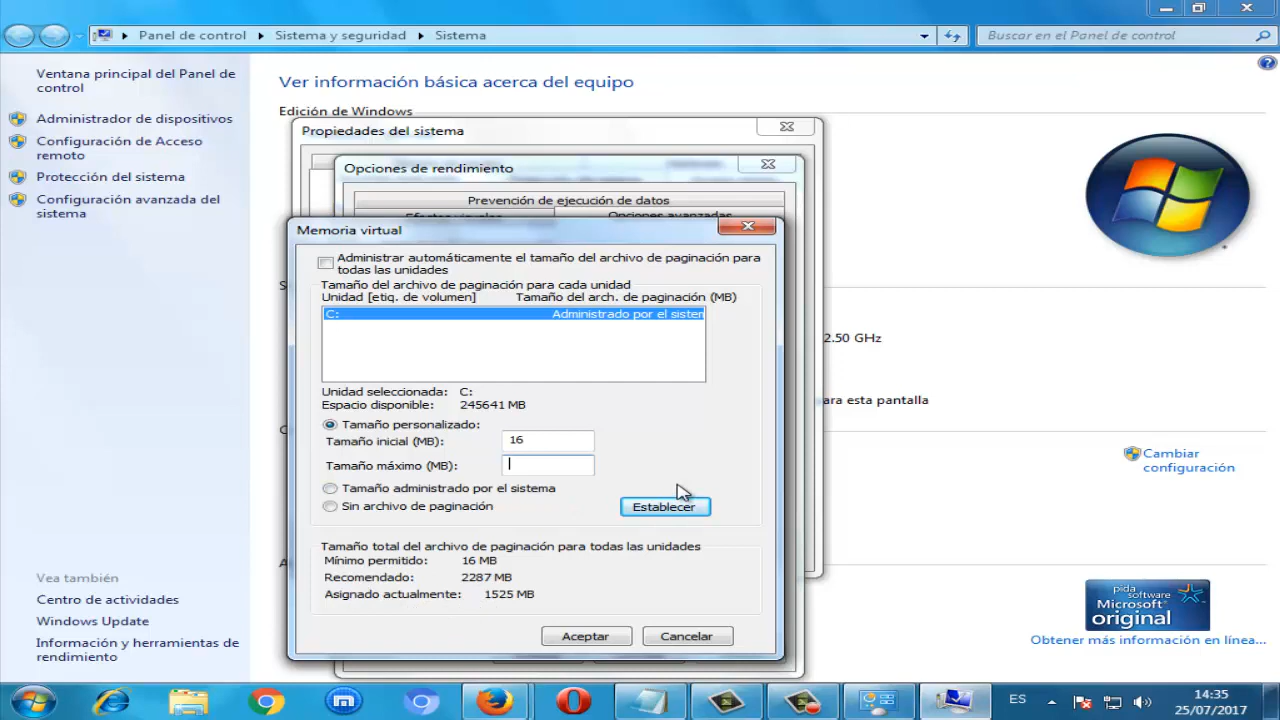 Panel de control
Sistema y seguridad
Sistema
Buscar en el Panel de control
Ventana principal del Panel de
control
Administrador de dispositivos
Configuración de Acceso
remoto
Protección del sistema
Configuración avanzada del
sistema
Vea también
Centro de actividades
Windows Update
Información y herramientas de
rendimiento
Ver información básica acerca del equipo
Edición de Windows
Propiedades del sistema
Opciones de rendimiento
Prevención de ejecución de datos
Efectos visuales
Opciones avanzadas
Memoria virtual
Administrar automáticamente el tamaño del archivo de paginación para
todas las unidades
Tamaño del archivo de paginación para cada unidad
Unidad [etiq. de volumen] Tamaño del arch. de paginación (MB)
C: Administrado por el sistem
Unidad seleccionada: C:
Espacio disponible: 245641 MB
Tamaño personalizado:
Tamaño inicial (MB): 16
Tamaño máximo (MB):
Tamaño administrado por el sistema
Sin archivo de paginación
Establecer
Tamaño total del archivo de paginación para todas las unidades
Mínimo permitido: 16 MB
Recomendado: 2287 MB
Asignado actualmente: 1525 MB
Aceptar
Cancelar
2.50 GHz
ara esta pantalla
Cambiar
configuración
pida
software
Microsoft
original
Obtener más información en línea...
ES
14:35
25/07/2017